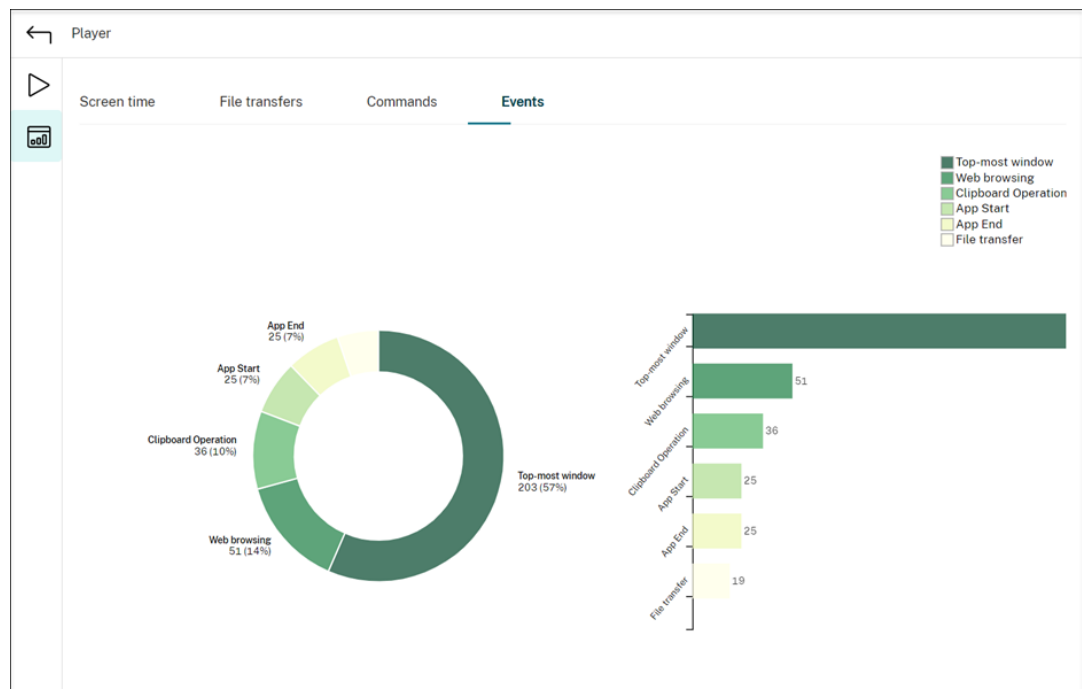 Player
Screen time
File transfers
Commands
Events
Top-most window
Web browsing
Clipboard Operation
App Start
App End
File transfer
App End
25 (7%)
App Start
25 (7%)
Clipboard Operation
36 (10%)
Web browsing
51 (14%)
Top-most window
203 (57%)
Top-most window
Web browsing
51
Clipboard Operation
36
App Start
25
App End
25
File transfer
19